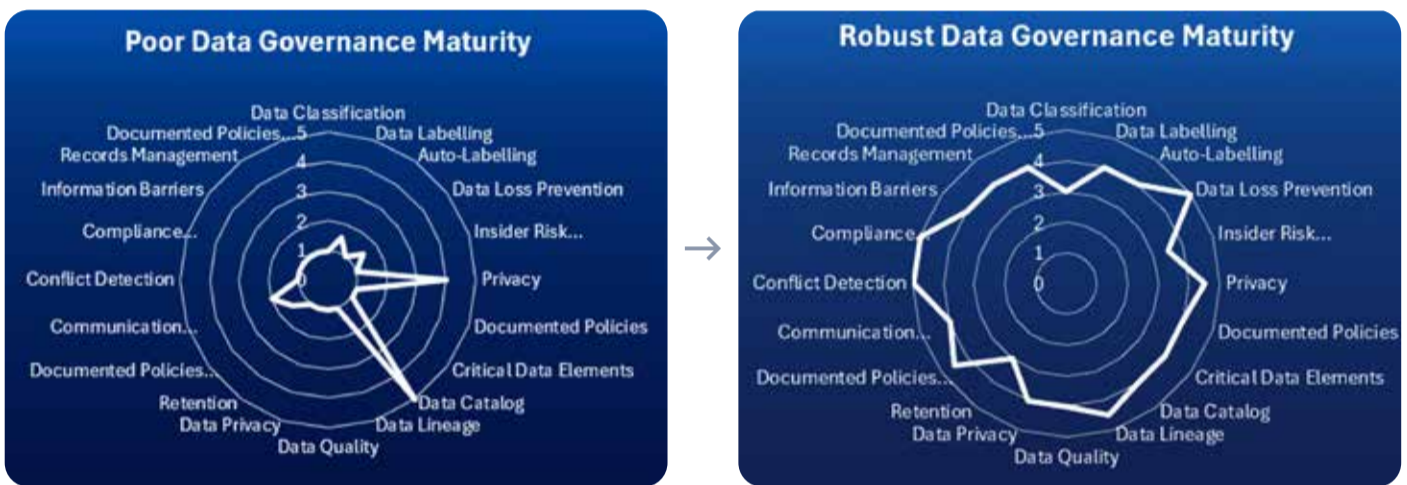 Poor Data Governance Maturity
Data Classification
Documented Policies...
5
Data Labelling
Records Management
Auto-Labelling
4
Information Barriers
3
Data Loss Prevention
2
Compliance...
Insider Risk...
1
Conflict Detection
0
Privacy
Communication...
Documented Policies
Documented Policies...
Critical Data Elements
Retention
Data Catalog
Data Privacy
Data Lineage
Data Quality
→
Robust Data Governance Maturity
Data Classification
Documented Policies...
5
Data Labelling
Records Management
Auto-Labelling
4
Information Barriers
3
Data Loss Prevention
2
Compliance...
Insider Risk...
1
Conflict Detection
0
Privacy
Communication...
Documented Policies
Documented Policies...
Critical Data Elements
Retention
Data Catalog
Data Privacy
Data Lineage
Data Quality